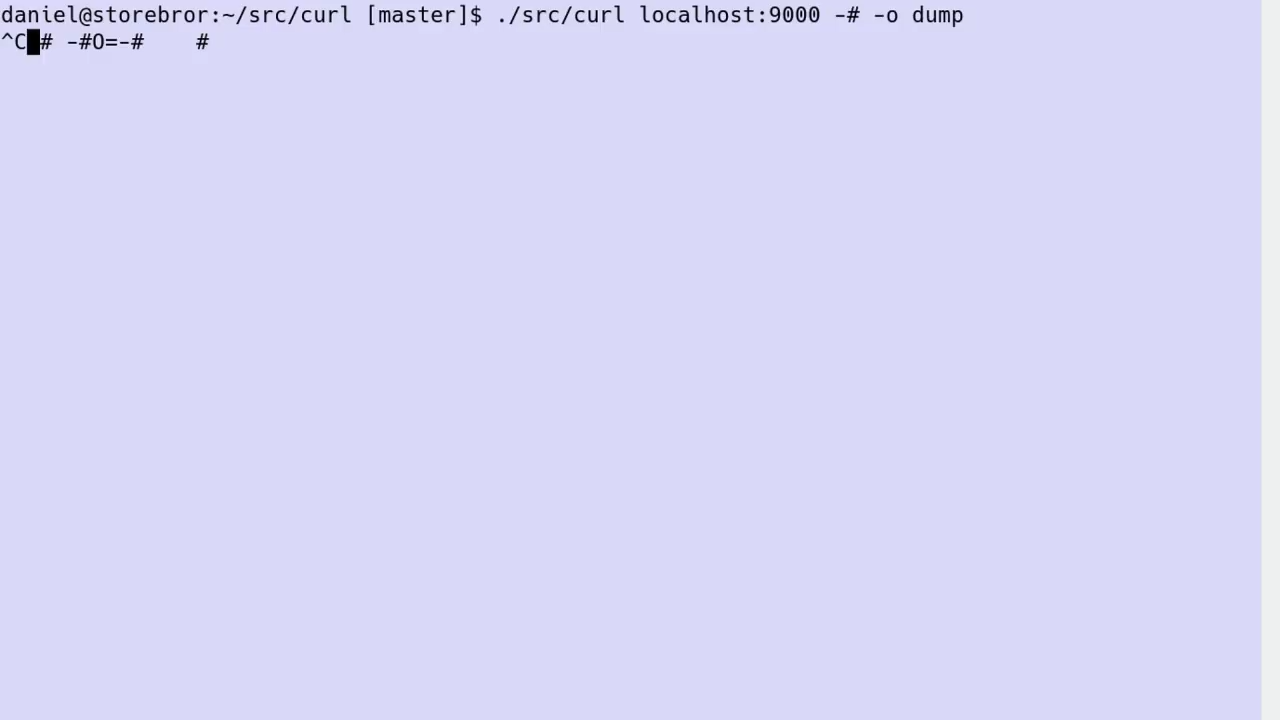 daniel@storebror:~/src/curl [master]$ ./src/curl localhost:9000 -# -o dump
^C # -#O=-#    #